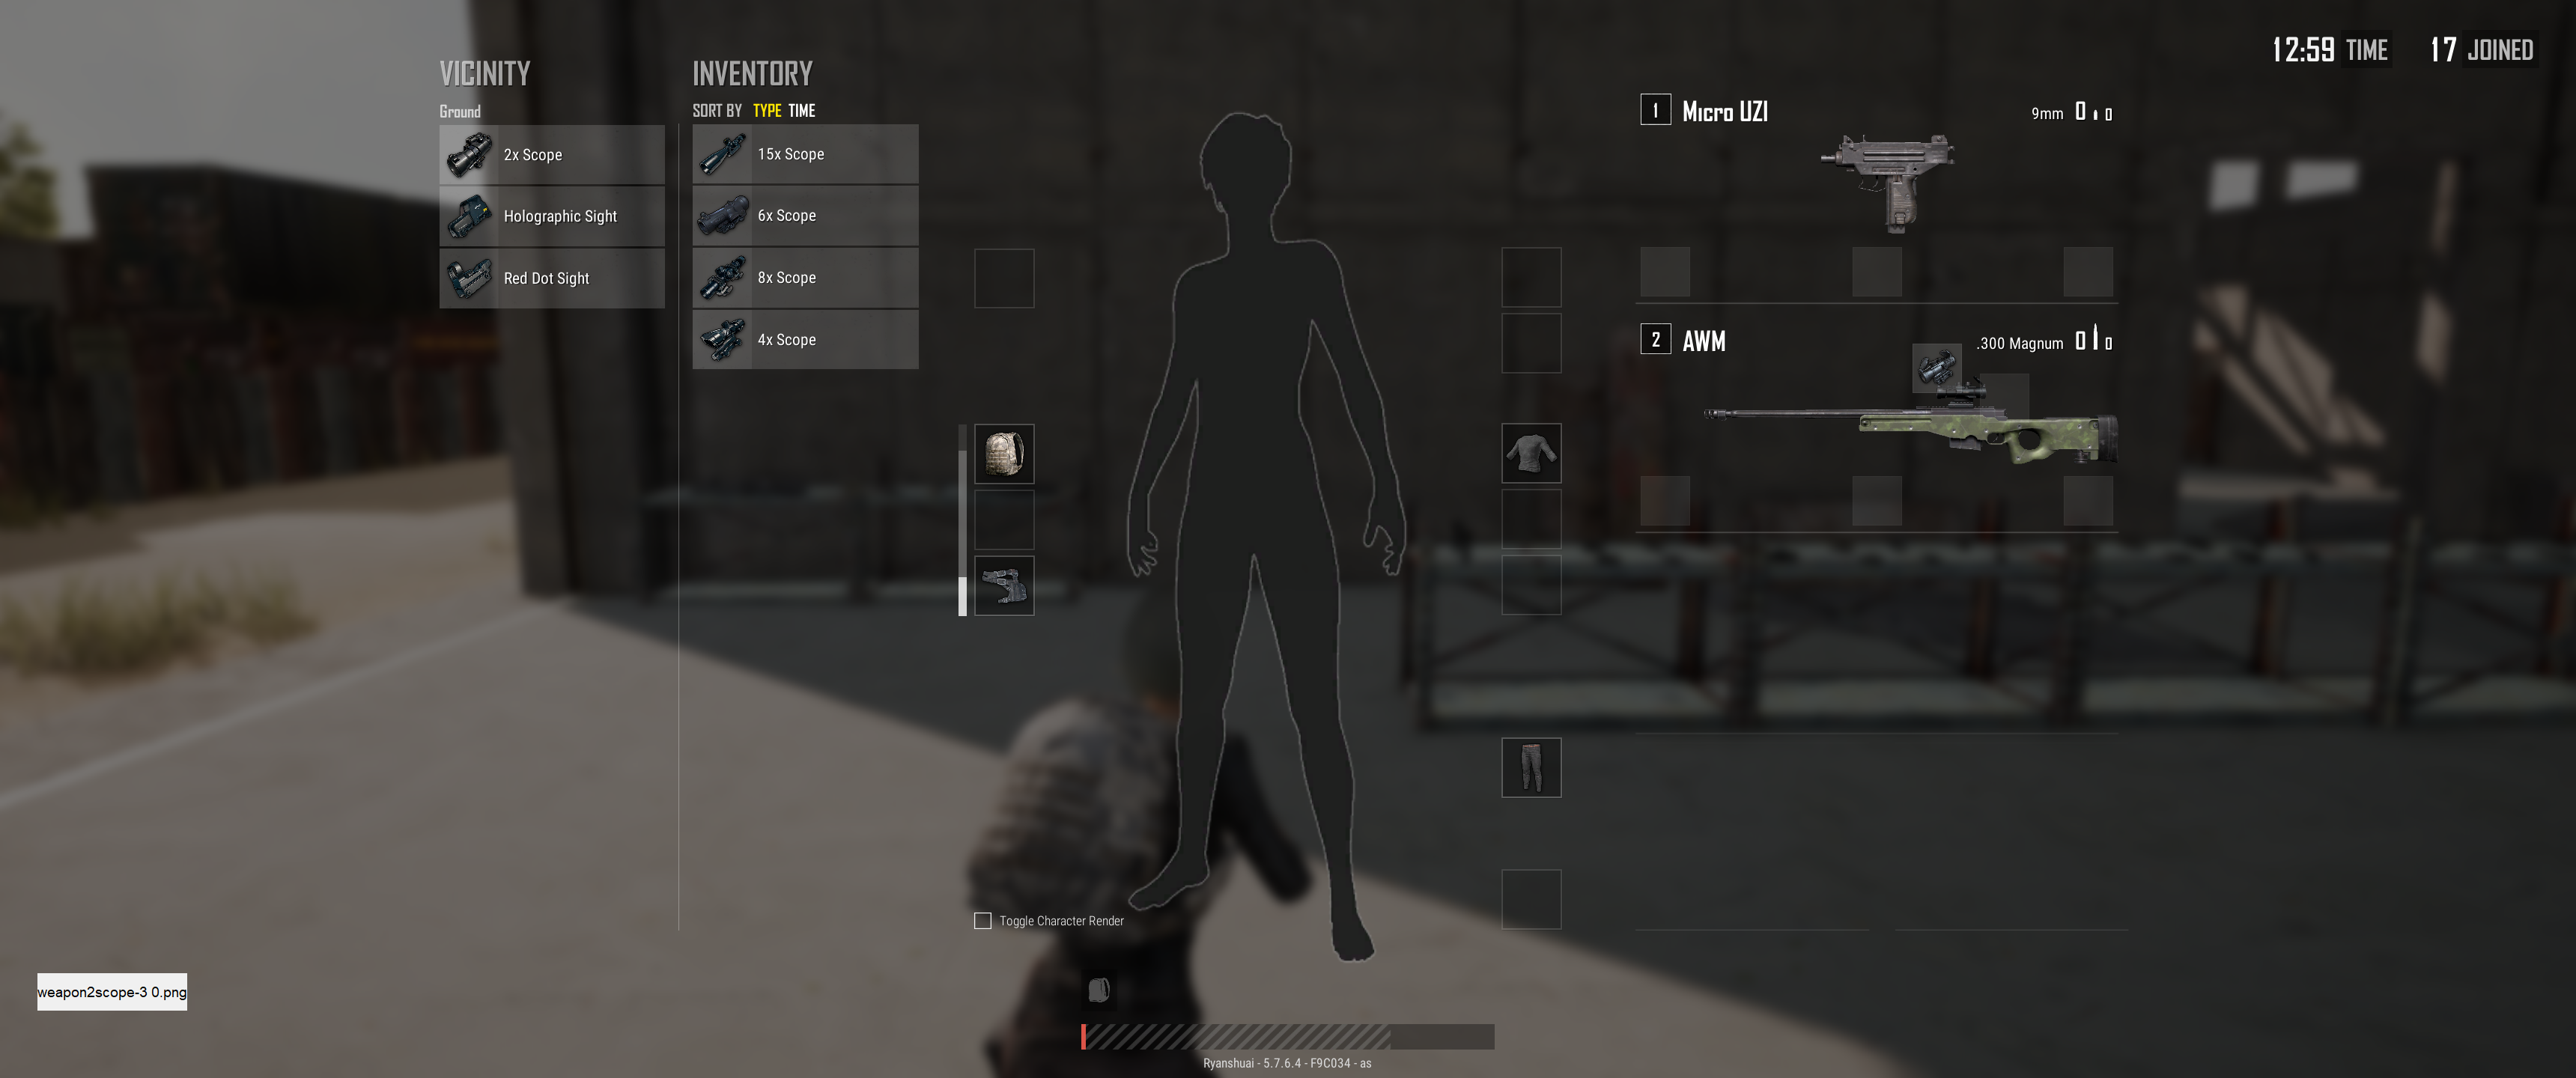 12:59 TIME 17 JOINED
VICINITY
Ground
2x Scope
Holographic Sight
Red Dot Sight
INVENTORY
SORT BY TYPE TIME
15x Scope
6x Scope
8x Scope
4x Scope
1 Micro UZI 9mm 0 0
2 AWM .300 Magnum 0 0
Toggle Character Render
weapon2scope-3 0.png
Ryanshuai - 5.7.6.4 - F9C034 - as